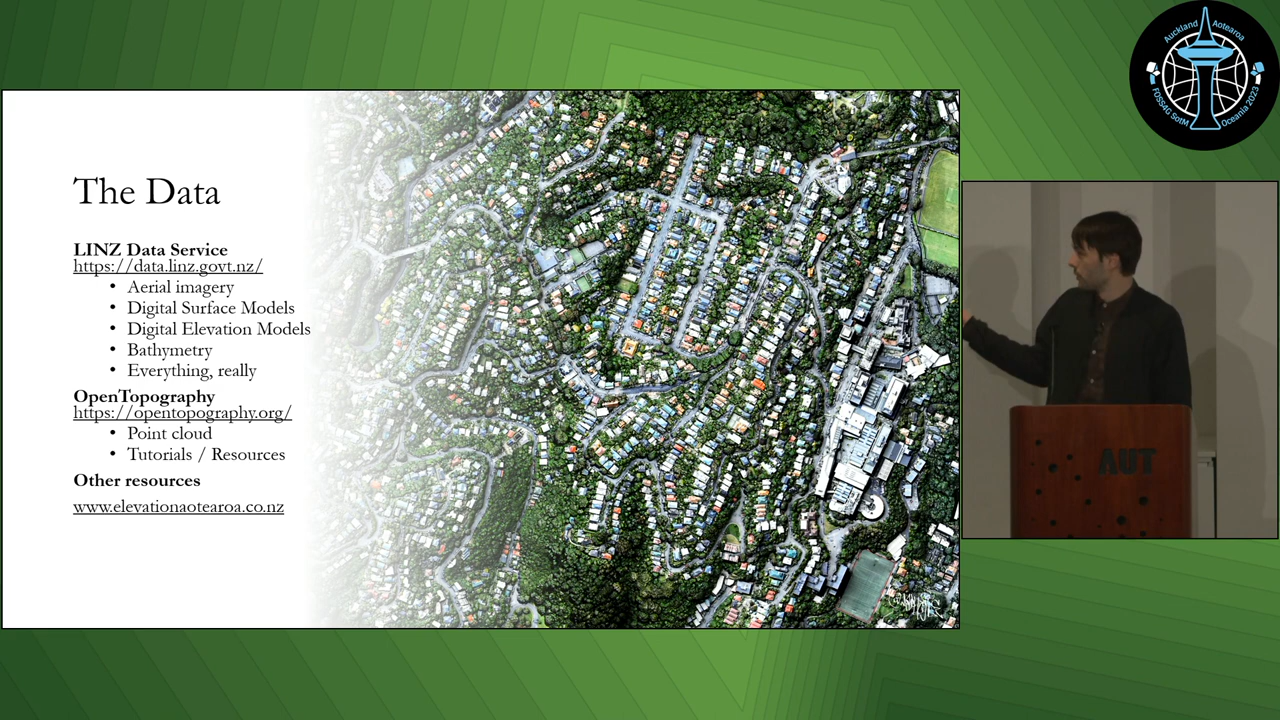 The Data
LINZ Data Service
https://data.linz.govt.nz/
• Aerial imagery
• Digital Surface Models
• Digital Elevation Models
• Bathymetry
• Everything, really
OpenTopography
https://opentopography.org/
• Point cloud
• Tutorials / Resources
Other resources
www.elevationaotearoa.co.nz
Auckland Aotearoa
FOSS4G SotM Oceania 2023
AUT